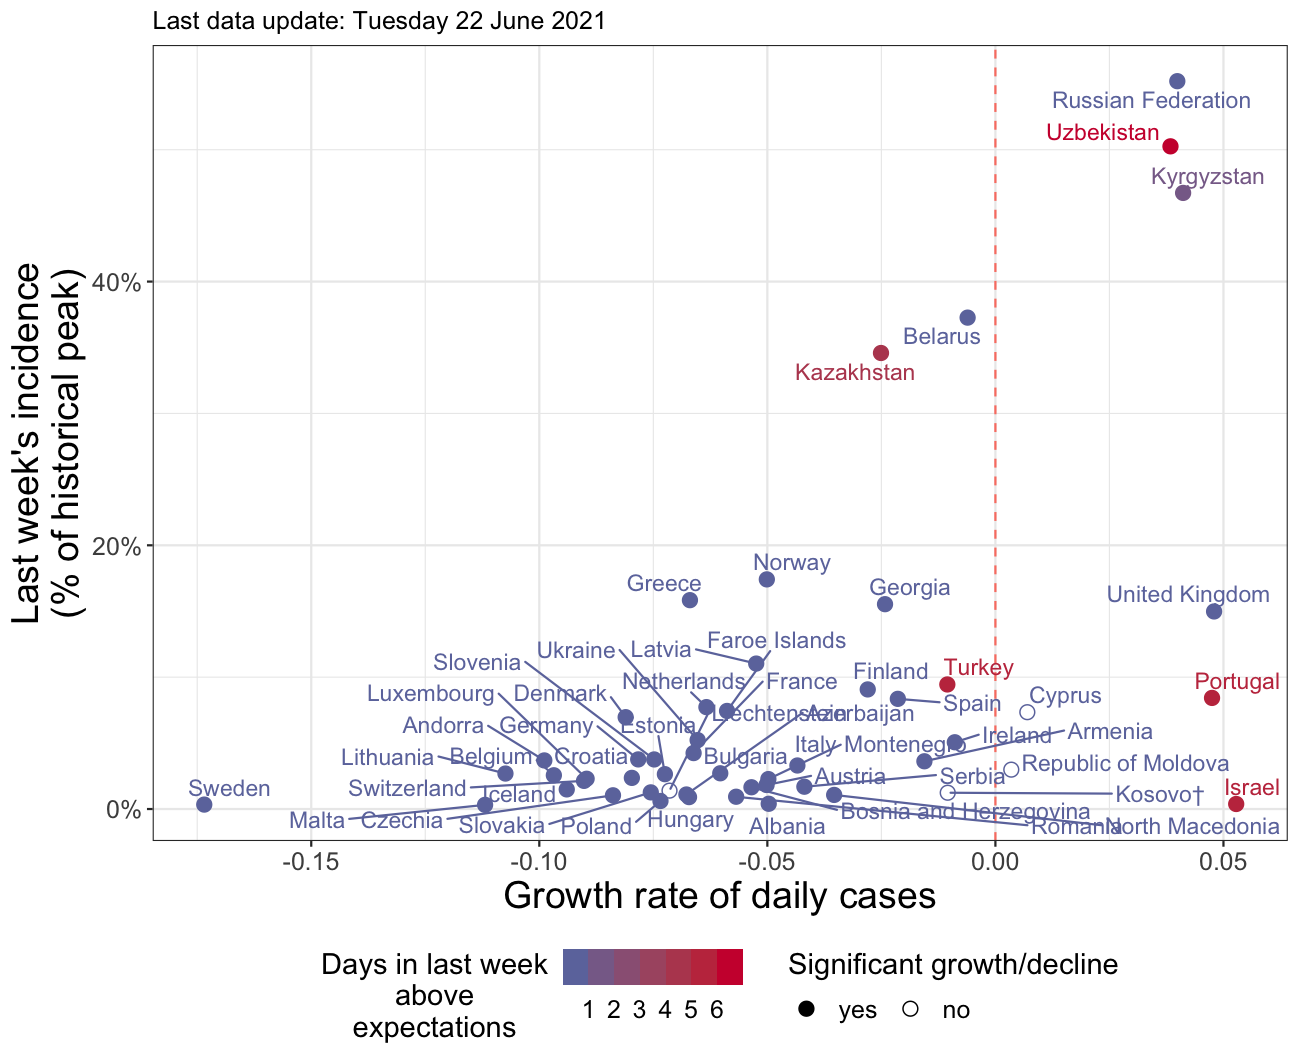 Last data update: Tuesday 22 June 2021
Last week's incidence
(% of historical peak)
40%
20%
0%
Russian Federation
Uzbekistan
Kyrgyzstan
Belarus
Kazakhstan
Norway
Greece
Georgia
United Kingdom
Ukraine
Latvia
Faroe Islands
Slovenia
Finland
Turkey
Luxembourg
Denmark
Netherlands
France
Portugal
Spain
Cyprus
Andorra
Germany
Estonia
Liechtenstein
Azerbaijan
Lithuania
Belgium
Croatia
Bulgaria
Italy
Montenegro
Ireland
Armenia
Republic of Moldova
Sweden
Switzerland
Iceland
Austria
Serbia
Kosovo†
Israel
Malta
Czechia
Slovakia
Poland
Hungary
Albania
Bosnia and Herzegovina
Romania
North Macedonia
-0.15
-0.10
-0.05
0.00
0.05
Growth rate of daily cases
Days in last week
above
expectations
1 2 3 4 5 6
Significant growth/decline
yes
no